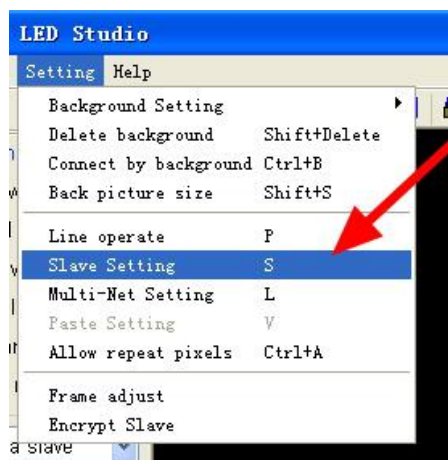 LED Studio
Setting Help
Background Setting
Delete background Shift+Delete
Connect by background Ctrl+B
Back picture size Shift+S
Line operate P
Slave Setting S
Multi-Net Setting L
Paste Setting V
Allow repeat pixels Ctrl+A
Frame adjust
Encrypt Slave
a slave